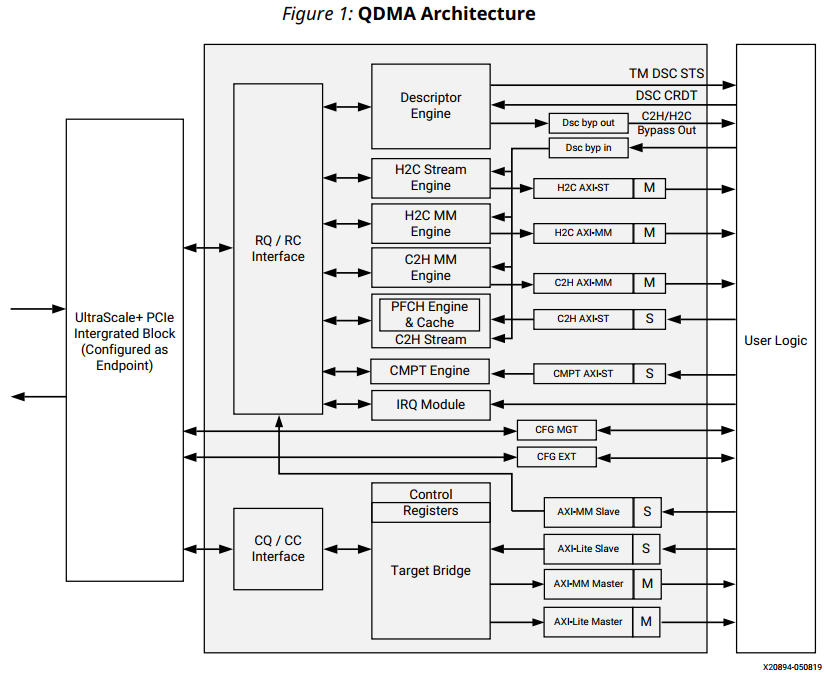 Figure 1: QDMA Architecture
TM DSC STS
DSC CRDT
Descriptor
Engine
Dsc byp out
C2H/H2C
Bypass Out
Dsc byp in
H2C Stream
Engine
H2C AXI-ST
M
H2C MM
Engine
H2C AXI-MM
M
RQ / RC
Interface
C2H MM
Engine
C2H AXI-MM
M
PFCH Engine
& Cache
C2H Stream
C2H AXI-ST
S
UltraScale+ PCIe
Intergrated Block
(Configured as
Endpoint)
User Logic
CMPT Engine
CMPT AXI-ST
S
IRQ Module
CFG MGT
CFG EXT
Control
Registers
AXI-MM Slave
S
CQ / CC
Interface
AXI-Lite Slave
S
Target Bridge
AXI-MM Master
M
AXI-Lite Master
M
X20894-050819